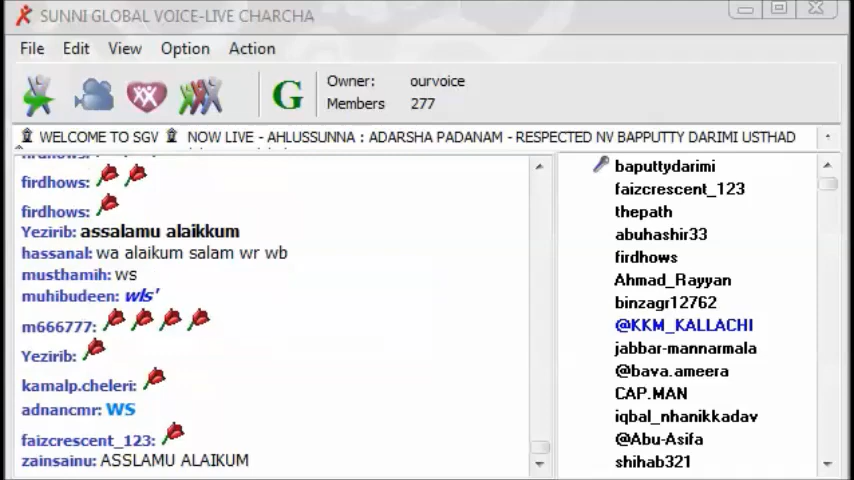 SUNNI GLOBAL VOICE-LIVE CHARCHA
File Edit View Option Action
G
Owner: ourvoice
Members 277
WELCOME TO SGV NOW LIVE - AHLUSSUNNA : ADARSHA PADANAM - RESPECTED NV BAPPUTTY DARIMI USTHAD
firdhows:
firdhows:
Yezirib: assalamu alaikkum
hassanal: wa alaikum salam wr wb
musthamih: ws
muhibudeen: wls'
m666777:
Yezirib:
kamalp.cheleri:
adnancmr: WS
faizcrescent_123:
zainsainu: ASSLAMU ALAIKUM
baputtydarimi
faizcrescent_123
thepath
abuhashir33
firdhows
Ahmad_Rayyan
binzagr12762
@KKM_KALLACHI
jabbar-mannarmala
@bava.ameera
CAP.MAN
iqbal_nhanikkadav
@Abu-Asifa
shihab321